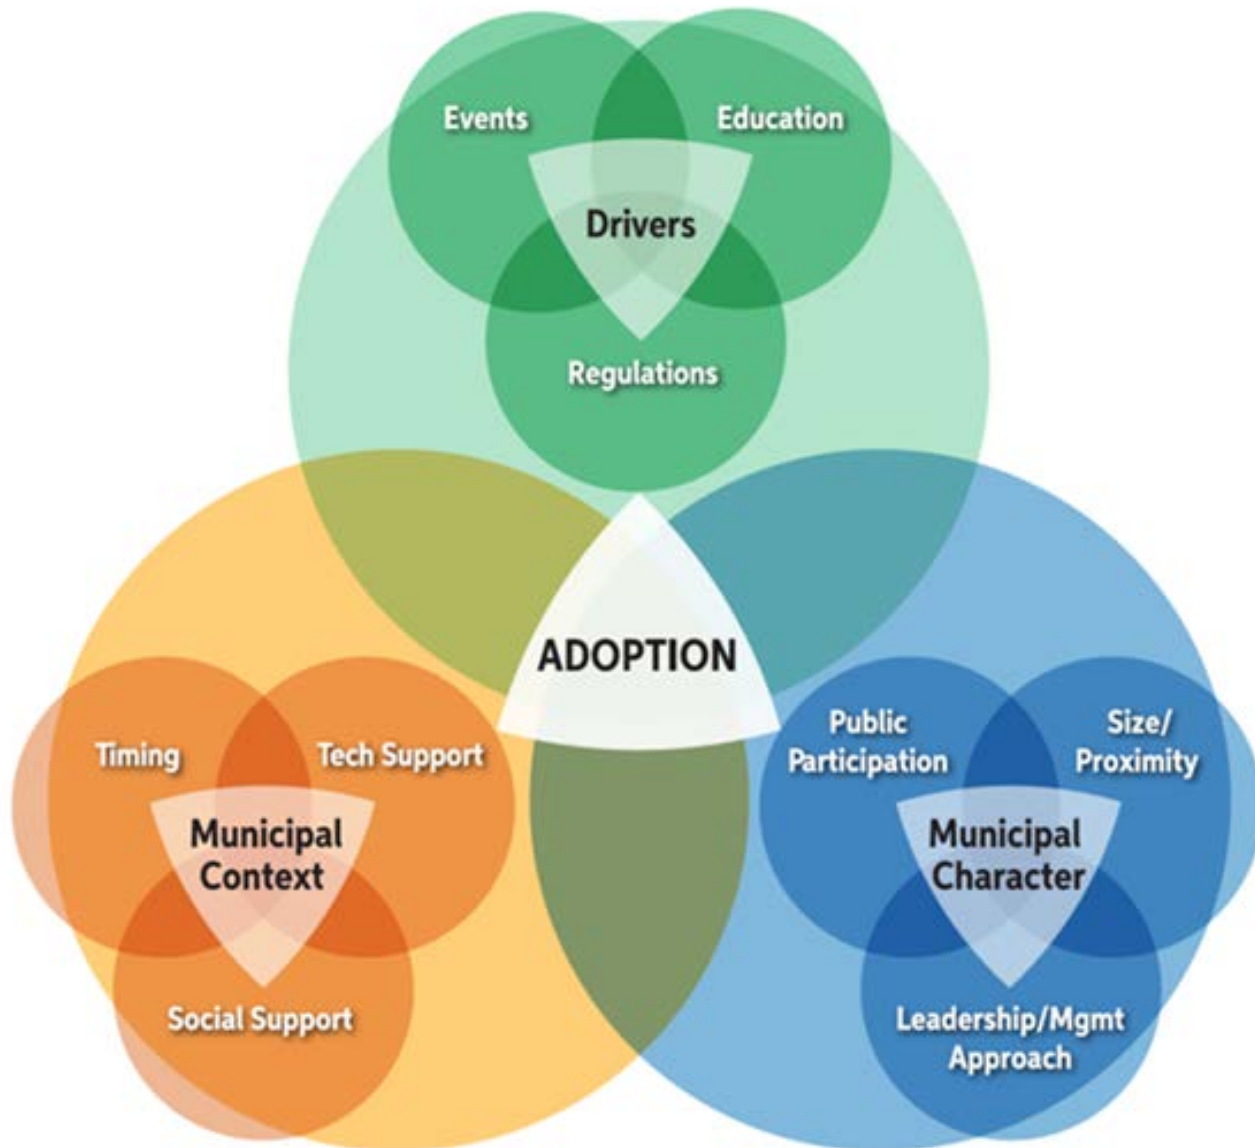 Events
Education
Drivers
Regulations
ADOPTION
Timing
Tech Support
Municipal
Context
Social Support
Public
Participation
Size/
Proximity
Municipal
Character
Leadership/Mgmt
Approach